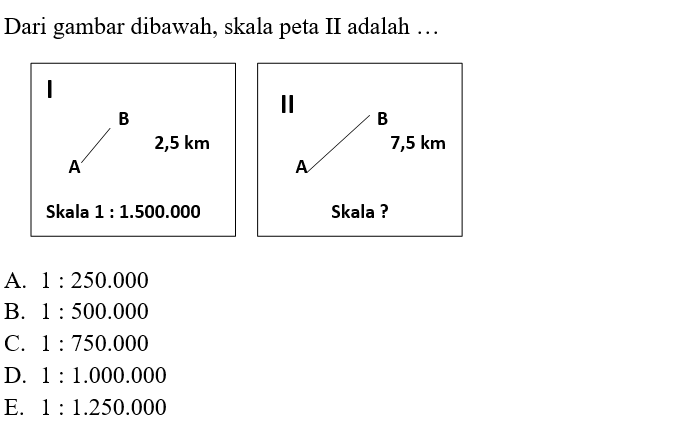 Dari gambar dibawah, skala peta II adalah …
I
B
2,5 km
A
Skala 1 : 1.500.000
II
B
7,5 km
A
Skala ?
A. 1 : 250.000
B. 1 : 500.000
C. 1 : 750.000
D. 1 : 1.000.000
E. 1 : 1.250.000